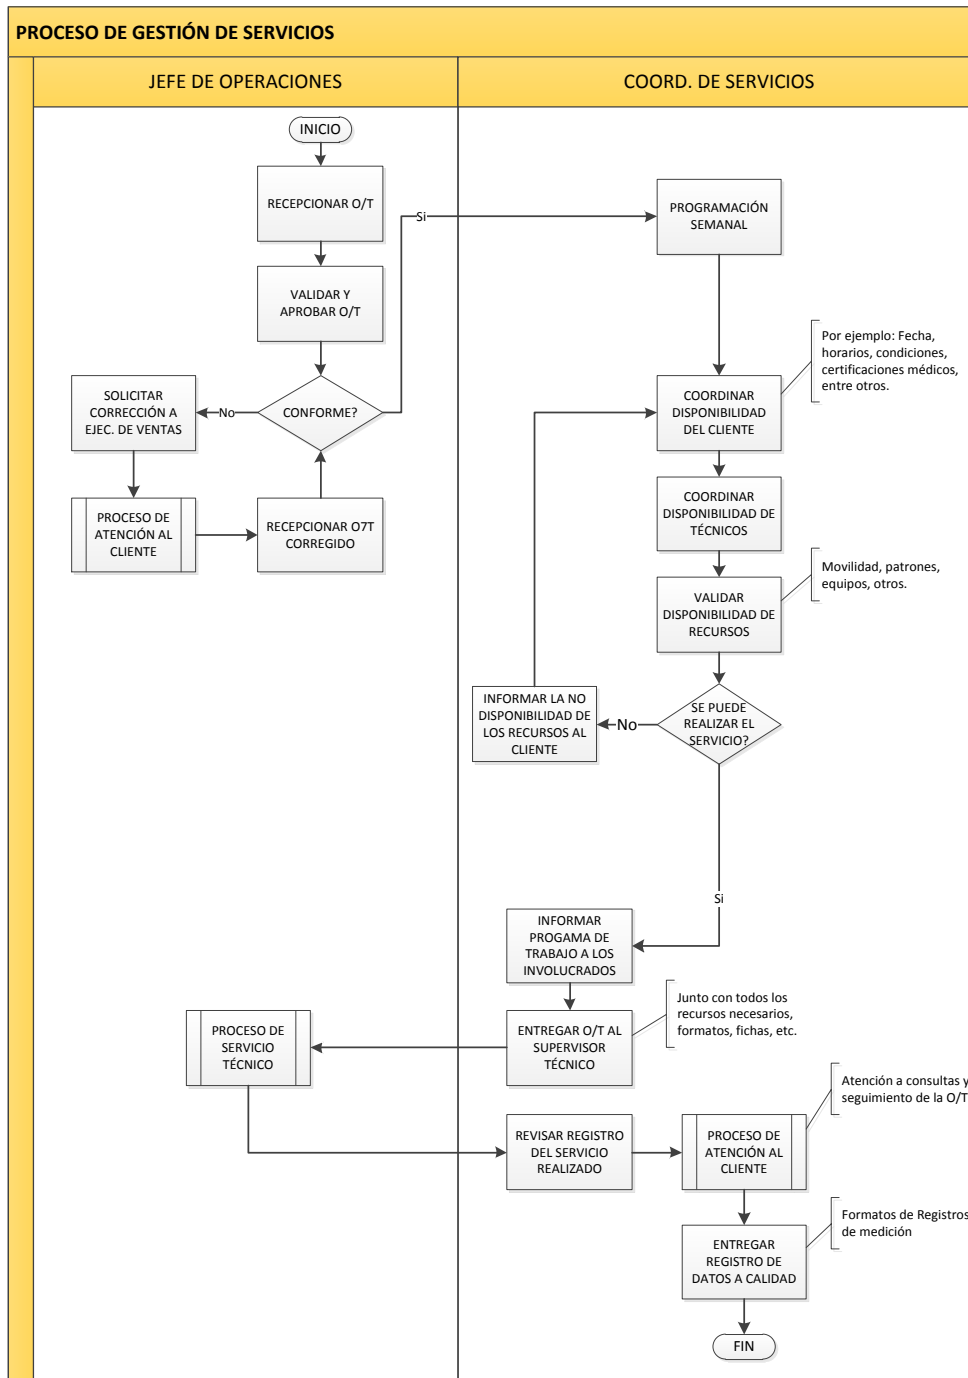 PROCESO DE GESTIÓN DE SERVICIOS
JEFE DE OPERACIONES
COORD. DE SERVICIOS
INICIO
RECEPCIONAR O/T
VALIDAR Y
APROBAR O/T
CONFORME?
No
Si
SOLICITAR
CORRECCIÓN A
EJEC. DE VENTAS
PROCESO DE
ATENCIÓN AL
CLIENTE
RECEPCIONAR O7T
CORREGIDO
PROGRAMACIÓN
SEMANAL
Por ejemplo: Fecha,
horarios, condiciones,
certificaciones médicos,
entre otros.
COORDINAR
DISPONIBILIDAD
DEL CLIENTE
COORDINAR
DISPONIBILIDAD DE
TÉCNICOS
Movilidad, patrones,
equipos, otros.
VALIDAR
DISPONIBILIDAD DE
RECURSOS
SE PUEDE
REALIZAR EL
SERVICIO?
No
INFORMAR LA NO
DISPONIBILIDAD DE
LOS RECURSOS AL
CLIENTE
Si
INFORMAR
PROGAMA DE
TRABAJO A LOS
INVOLUCRADOS
Junto con todos los
recursos necesarios,
formatos, fichas, etc.
ENTREGAR O/T AL
SUPERVISOR
TÉCNICO
PROCESO DE
SERVICIO
TÉCNICO
REVISAR REGISTRO
DEL SERVICIO
REALIZADO
PROCESO DE
ATENCIÓN AL
CLIENTE
Atención a consultas y
seguimiento de la O/T
Formatos de Registros
de medición
ENTREGAR
REGISTRO DE
DATOS A CALIDAD
FIN